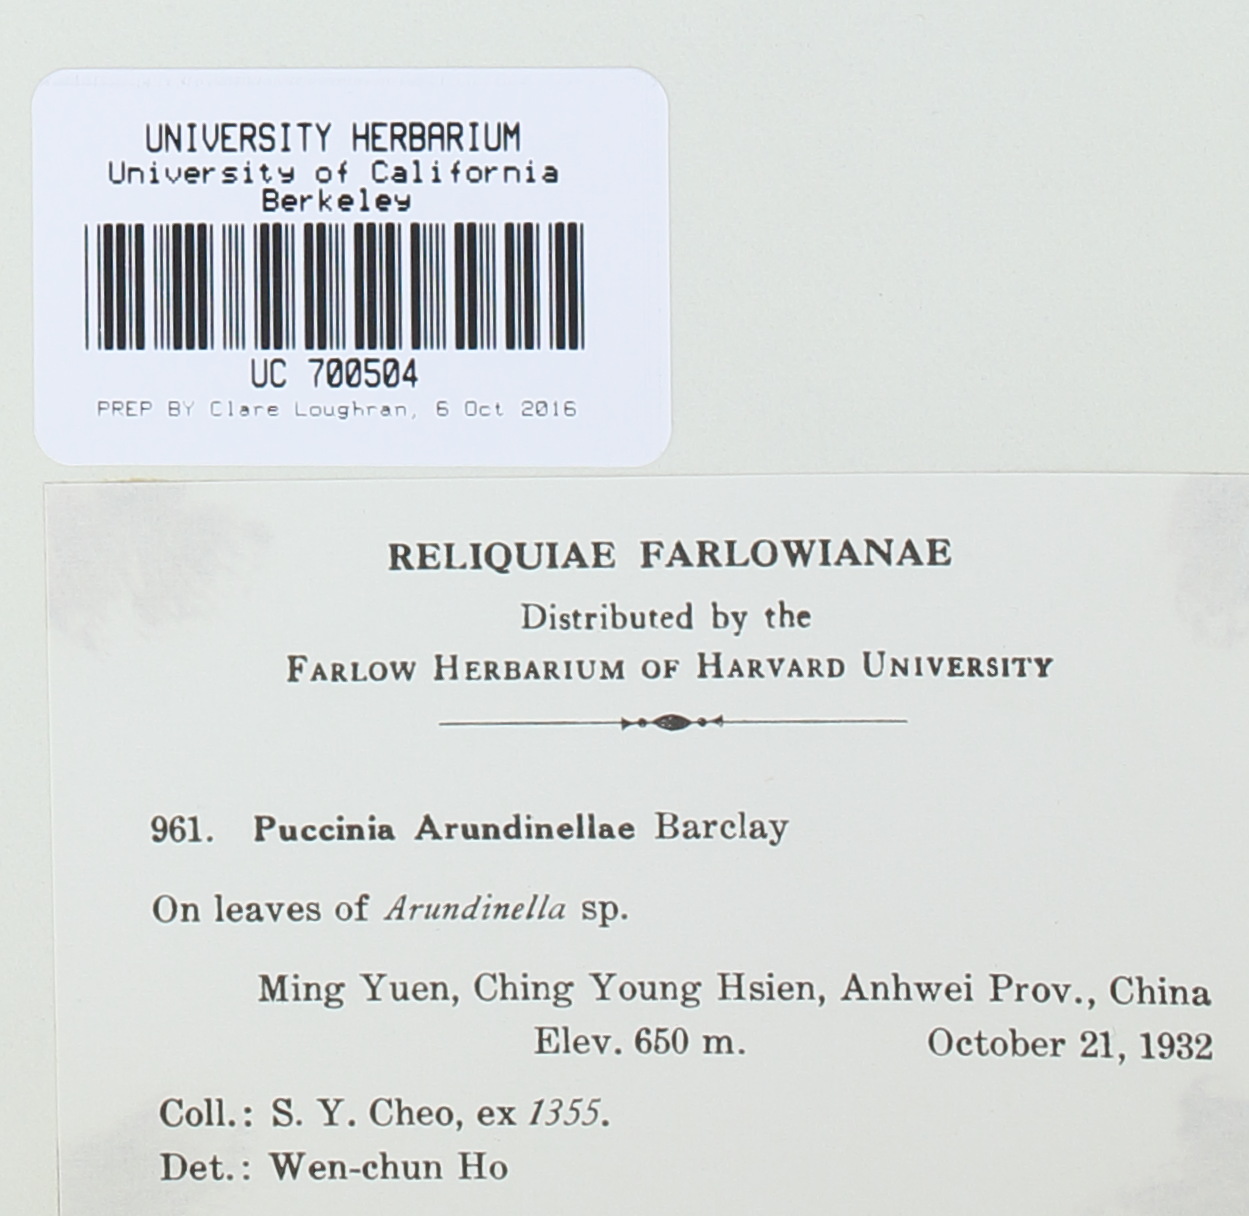 UNIVERSITY HERBARIUM
University of California
Berkeley
UC 700504
PREP BY Clare Loughran, 6 Oct 2016
RELIQUIAE FARLOWIANAE
Distributed by the
FARLOW HERBARIUM OF HARVARD UNIVERSITY
961. Puccinia Arundinellae Barclay
On leaves of Arundinella sp.
Ming Yuen, Ching Young Hsien, Anhwei Prov., China
Elev. 650 m. October 21, 1932
Coll.: S. Y. Cheo, ex 1355.
Det.: Wen-chun Ho